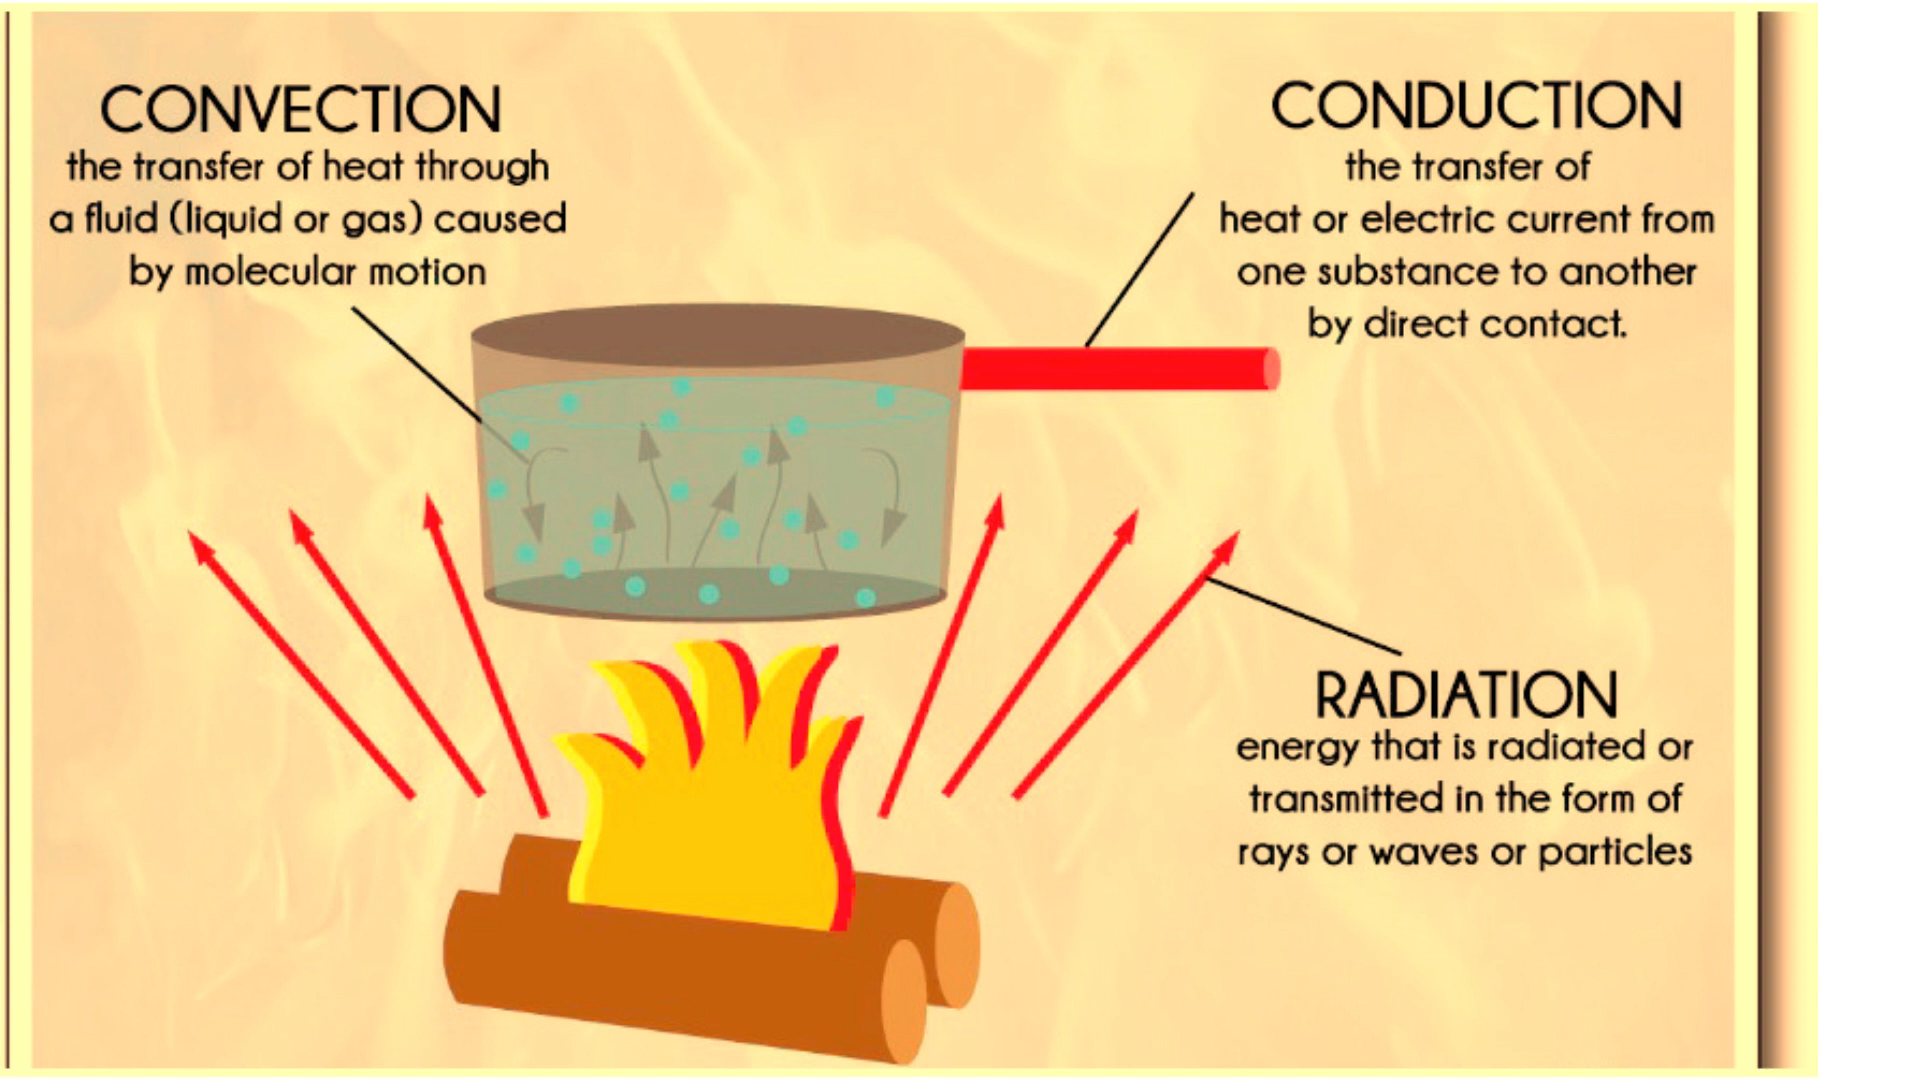 CONVECTION
the transfer of heat through
a fluid (liquid or gas) caused
by molecular motion
CONDUCTION
the transfer of
heat or electric current from
one substance to another
by direct contact.
RADIATION
energy that is radiated or
transmitted in the form of
rays or waves or particles